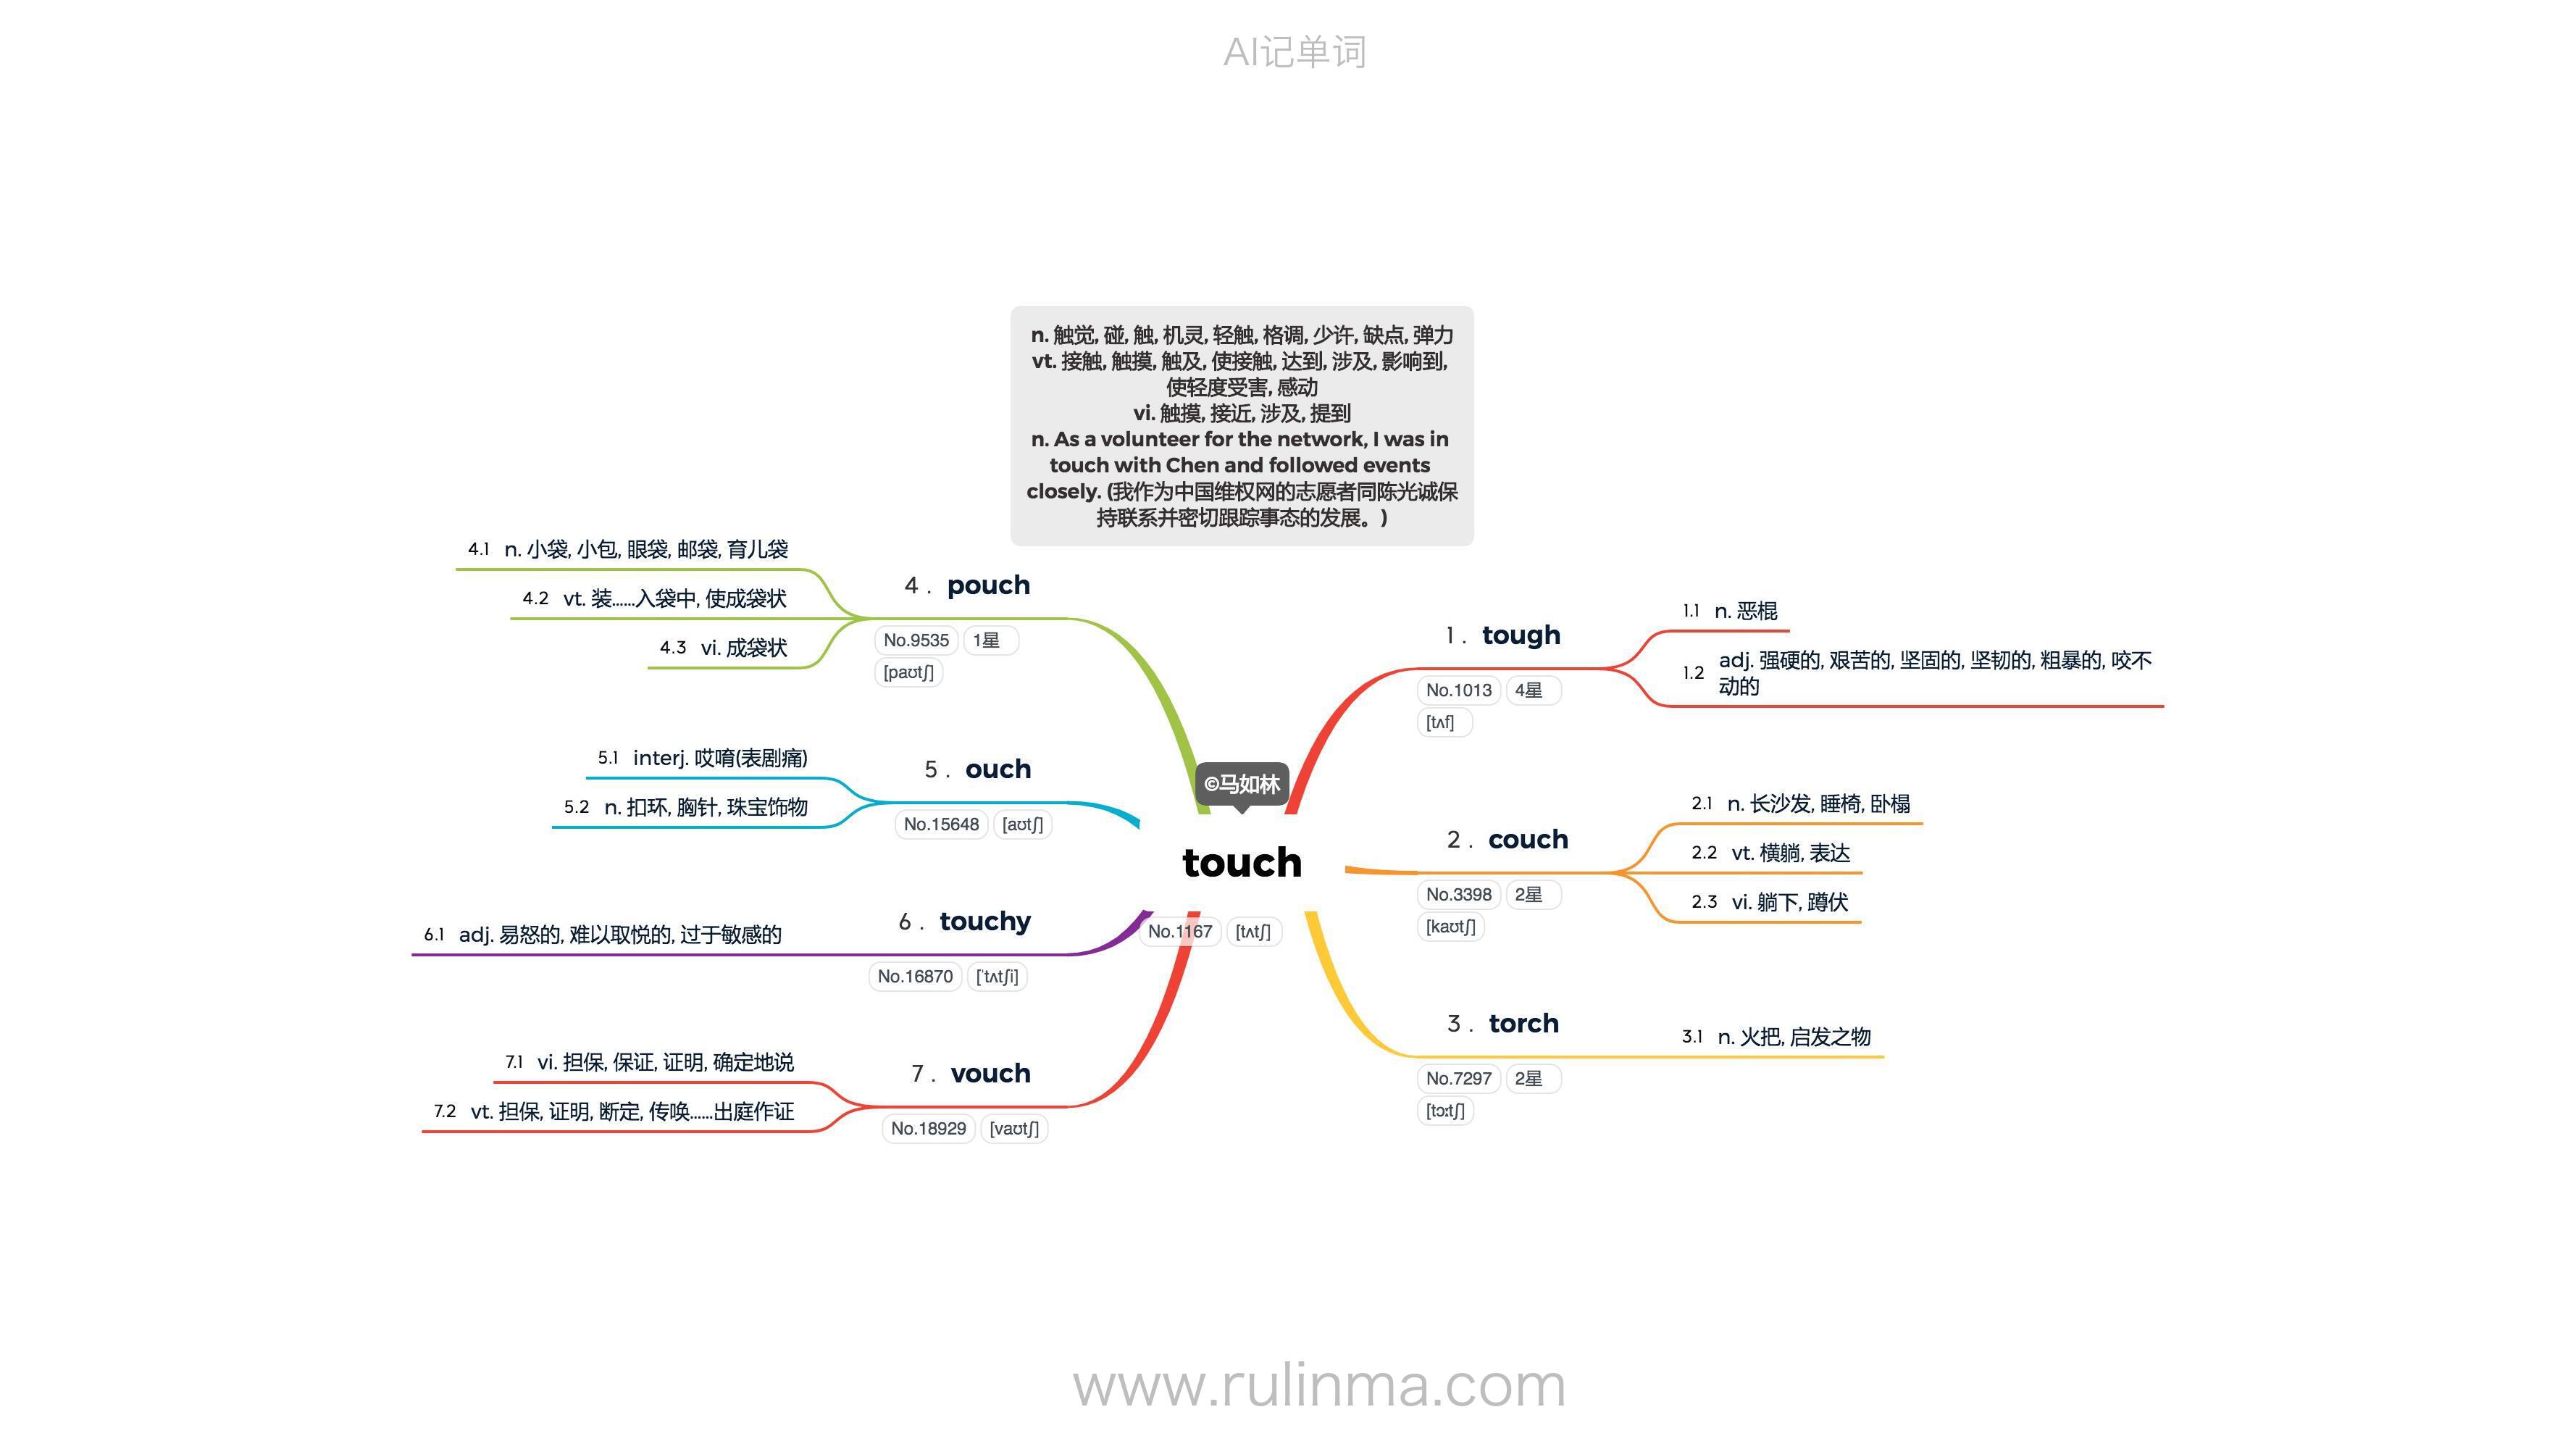 AI记单词
n. 触觉, 碰, 触, 机灵, 轻触, 格调, 少许, 缺点, 弹力
vt. 接触, 触摸, 触及, 使接触, 达到, 涉及, 影响到,
使轻度受害, 感动
vi. 触摸, 接近, 涉及, 提到
n. As a volunteer for the network, I was in
touch with Chen and followed events
closely. (我作为中国维权网的志愿者同陈光诚保
持联系并密切跟踪事态的发展。)
©马如林
touch
No.1167 [tʌtʃ]
1. tough
No.1013 4星
[tʌf]
1.1 n. 恶棍
1.2 adj. 强硬的, 艰苦的, 坚固的, 坚韧的, 粗暴的, 咬不
动的
2. couch
No.3398 2星
[kaʊtʃ]
2.1 n. 长沙发, 睡椅, 卧榻
2.2 vt. 横躺, 表达
2.3 vi. 躺下, 蹲伏
3. torch
No.7297 2星
[tɔːtʃ]
3.1 n. 火把, 启发之物
4. pouch
No.9535 1星
[paʊtʃ]
4.1 n. 小袋, 小包, 眼袋, 邮袋, 育儿袋
4.2 vt. 装......入袋中, 使成袋状
4.3 vi. 成袋状
5. ouch
No.15648 [aʊtʃ]
5.1 interj. 哎唷(表剧痛)
5.2 n. 扣环, 胸针, 珠宝饰物
6. touchy
No.16870 [ˈtʌtʃi]
6.1 adj. 易怒的, 难以取悦的, 过于敏感的
7. vouch
No.18929 [vaʊtʃ]
7.1 vi. 担保, 保证, 证明, 确定地说
7.2 vt. 担保, 证明, 断定, 传唤......出庭作证
www.rulinma.com